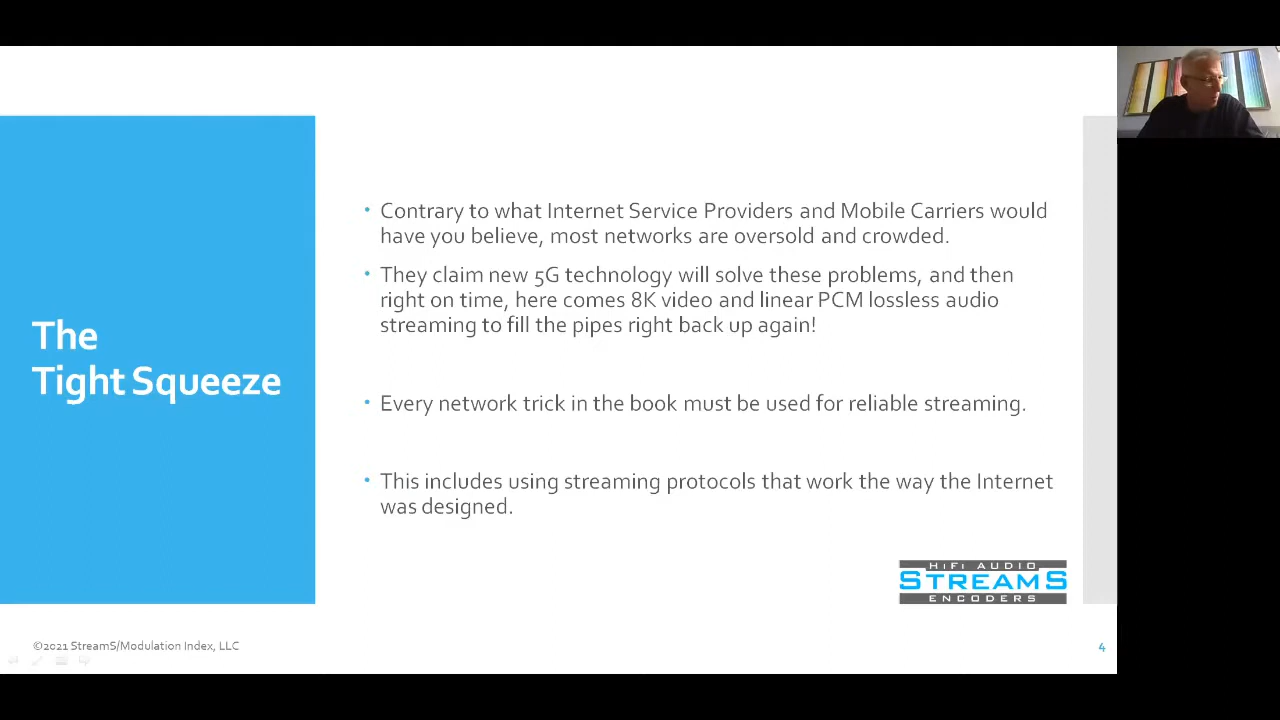 The
Tight Squeeze
• Contrary to what Internet Service Providers and Mobile Carriers would
have you believe, most networks are oversold and crowded.
• They claim new 5G technology will solve these problems, and then
right on time, here comes 8K video and linear PCM lossless audio
streaming to fill the pipes right back up again!
• Every network trick in the book must be used for reliable streaming.
• This includes using streaming protocols that work the way the Internet
was designed.
HiFi AUDIO
STREAMS
ENCODERS
©2021 StreamS/Modulation Index, LLC
4